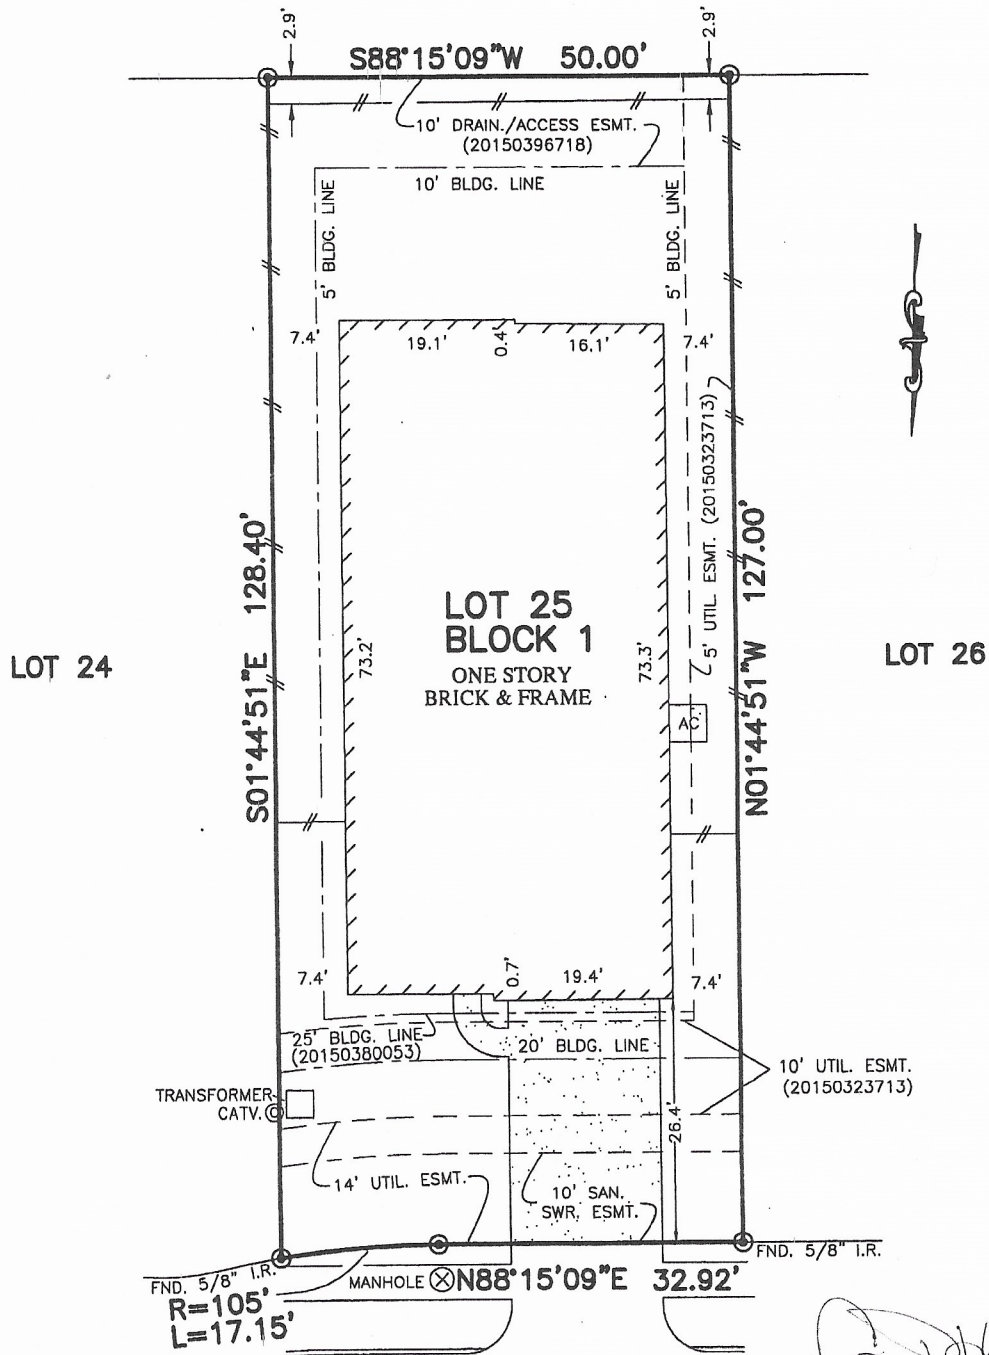 2.9'
2.9'
S88°15'09"W 50.00'
10' DRAIN./ACCESS ESMT.
(20150396718)
10' BLDG. LINE
5' BLDG. LINE
5' BLDG. LINE
7.4'
19.1'
0.4'
16.1'
7.4'
5' UTIL ESMT. (20150323713)
S01°44'51"E 128.40'
N01°44'51"W 127.00'
LOT 24
LOT 25
BLOCK 1
ONE STORY
BRICK & FRAME
73.2'
73.3'
LOT 26
AC
7.4'
0.7'
19.4'
7.4'
25' BLDG. LINE
(20150380053)
20' BLDG. LINE
10' UTIL. ESMT.
(20150323713)
TRANSFORMER
CATV.
26.4'
14' UTIL. ESMT.
10' SAN.
SWR. ESMT.
FND. 5/8" I.R.
FND. 5/8" I.R.
MANHOLE
N88°15'09"E 32.92'
R=105'
L=17.15'